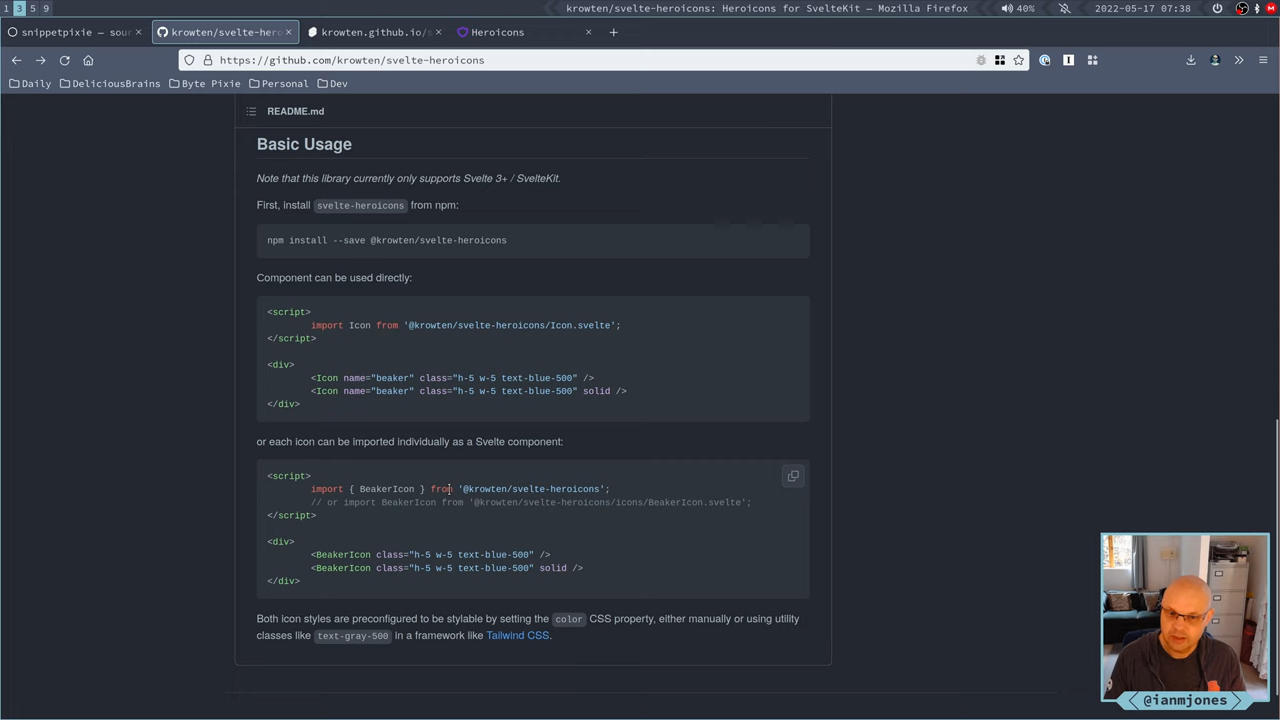 1 3 5 9
krowten/svelte-heroicons: Heroicons for SvelteKit — Mozilla Firefox
40%
2022-05-17 07:38
snippetpixie — sour
krowten/svelte-hero
krowten.github.io/s
Heroicons
https://github.com/krowten/svelte-heroicons
Daily
DeliciousBrains
Byte Pixie
Personal
Dev
README.md
Basic Usage
Note that this library currently only supports Svelte 3+ / SvelteKit.
First, install svelte-heroicons from npm:
npm install --save @krowten/svelte-heroicons
Component can be used directly:
<script>
import Icon from '@krowten/svelte-heroicons/Icon.svelte';
</script>
<div>
<Icon name="beaker" class="h-5 w-5 text-blue-500" />
<Icon name="beaker" class="h-5 w-5 text-blue-500" solid />
</div>
or each icon can be imported individually as a Svelte component:
<script>
import { BeakerIcon } from '@krowten/svelte-heroicons';
// or import BeakerIcon from '@krowten/svelte-heroicons/icons/BeakerIcon.svelte';
</script>
<div>
<BeakerIcon class="h-5 w-5 text-blue-500" />
<BeakerIcon class="h-5 w-5 text-blue-500" solid />
</div>
Both icon styles are preconfigured to be stylable by setting the color CSS property, either manually or using utility
classes like text-gray-500 in a framework like Tailwind CSS.
@ianmjones